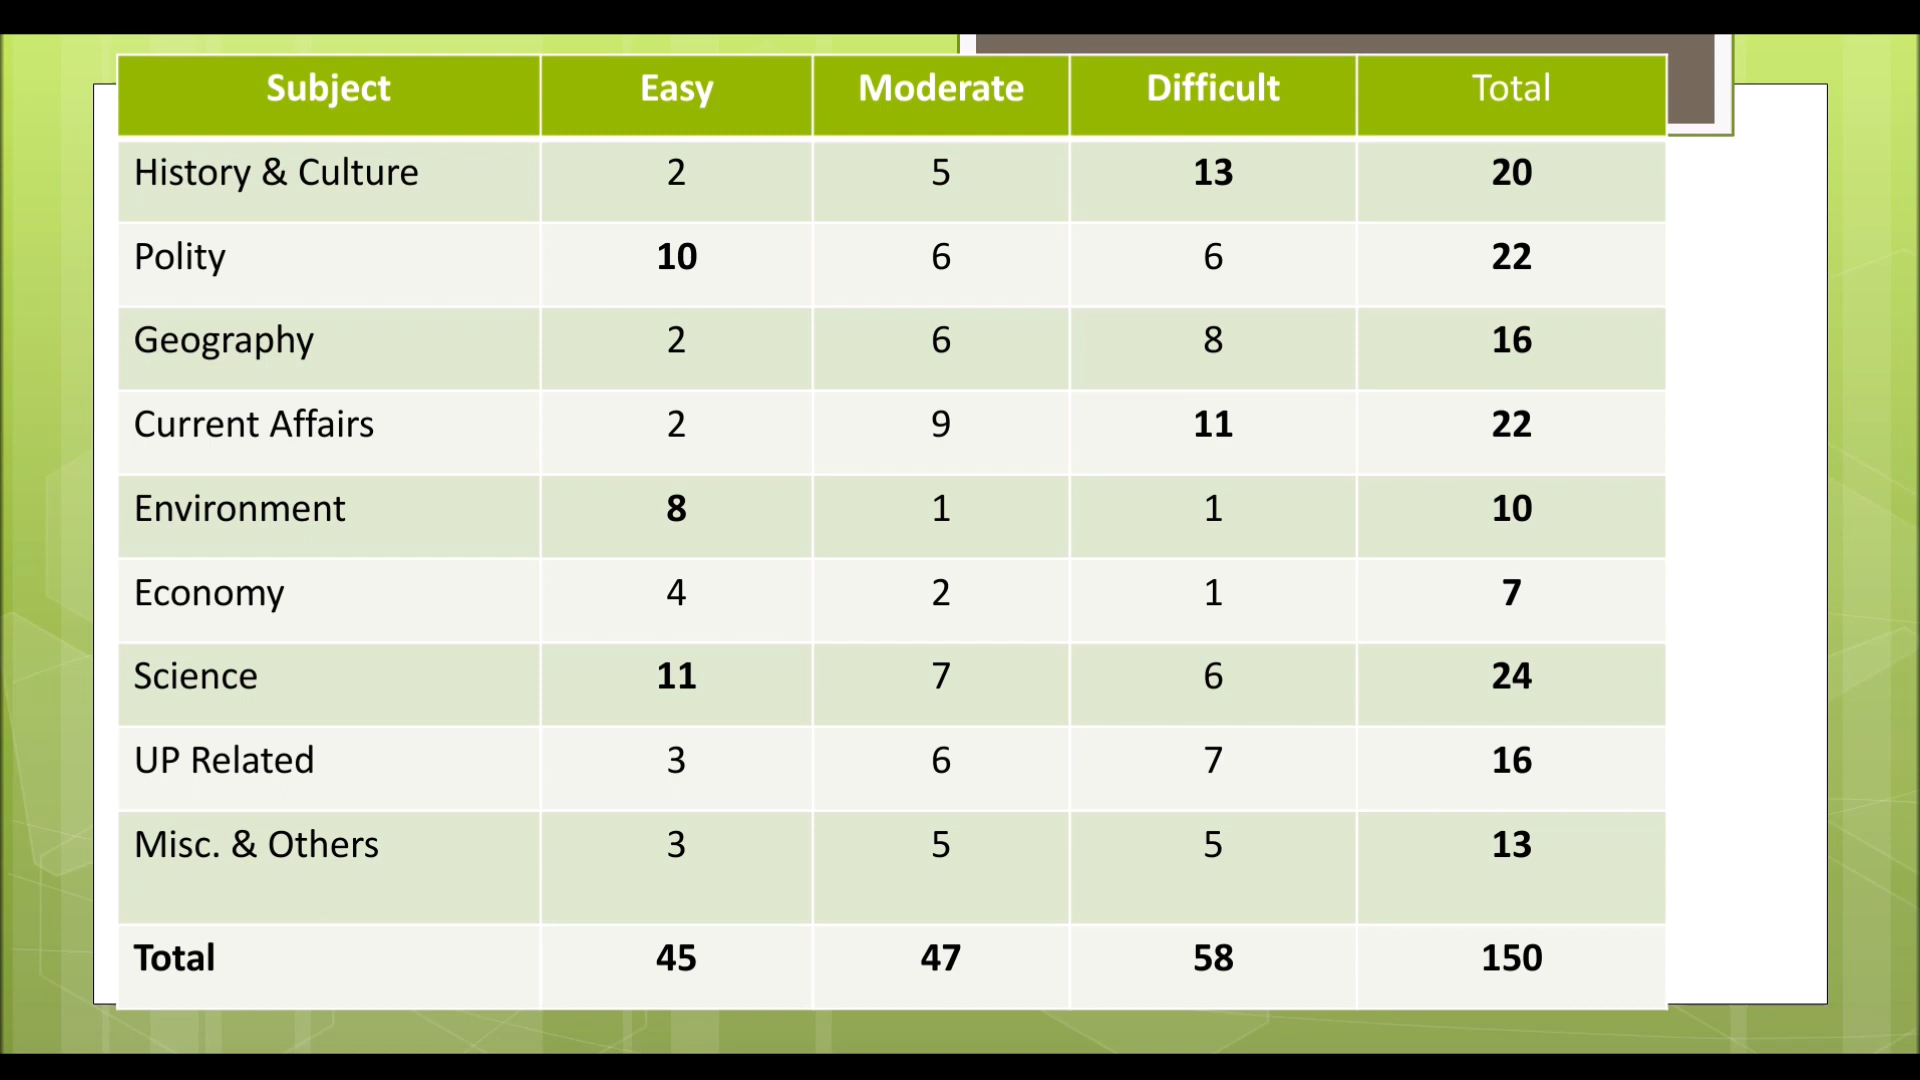 Subject Easy Moderate Difficult Total
History & Culture 2 5 13 20
Polity 10 6 6 22
Geography 2 6 8 16
Current Affairs 2 9 11 22
Environment 8 1 1 10
Economy 4 2 1 7
Science 11 7 6 24
UP Related 3 6 7 16
Misc. & Others 3 5 5 13
Total 45 47 58 150